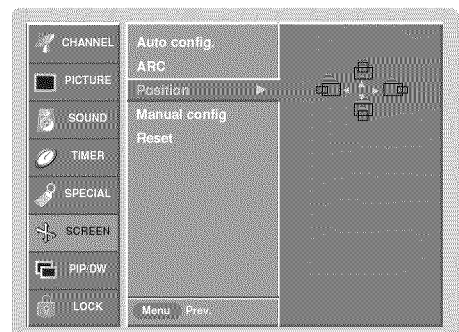 CHANNEL
PICTURE
SOUND
TIMER
SPECIAL
SCREEN
PIP/DW
LOCK
Auto config.
ARC
Position
Manual config
Reset
Menu Prev.